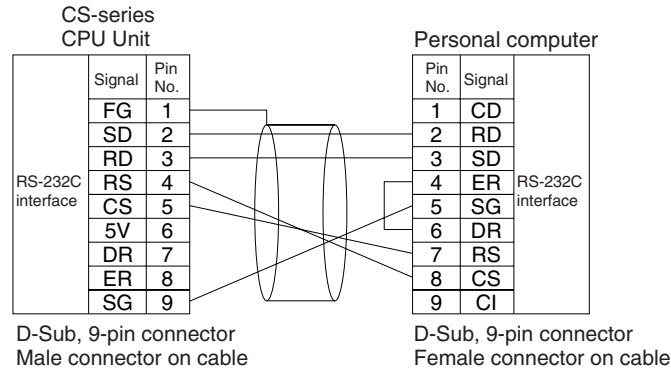 CS-series
CPU Unit
Personal computer
Signal Pin No.
Pin No. Signal
FG 1
1 CD
SD 2
2 RD
RD 3
3 SD
RS 4
4 ER
CS 5
5 SG
5V 6
6 DR
DR 7
7 RS
ER 8
8 CS
SG 9
9 CI
RS-232C
interface
RS-232C
interface
D-Sub, 9-pin connector
Male connector on cable
D-Sub, 9-pin connector
Female connector on cable